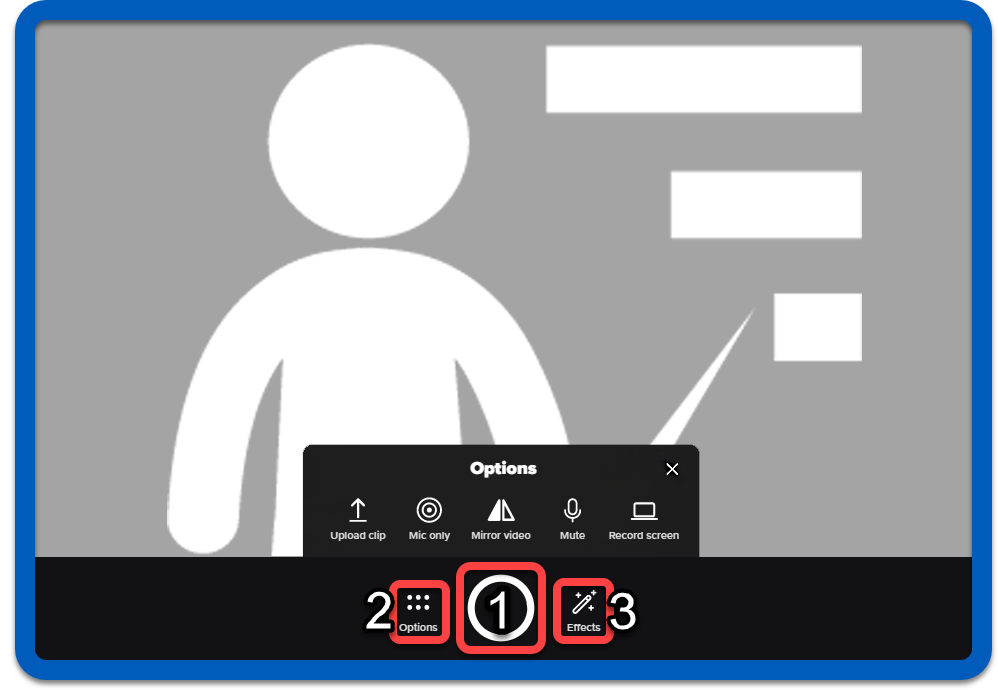 Options
Upload clip Mic only Mirror video Mute Record screen
2 Options 1 Effects 3